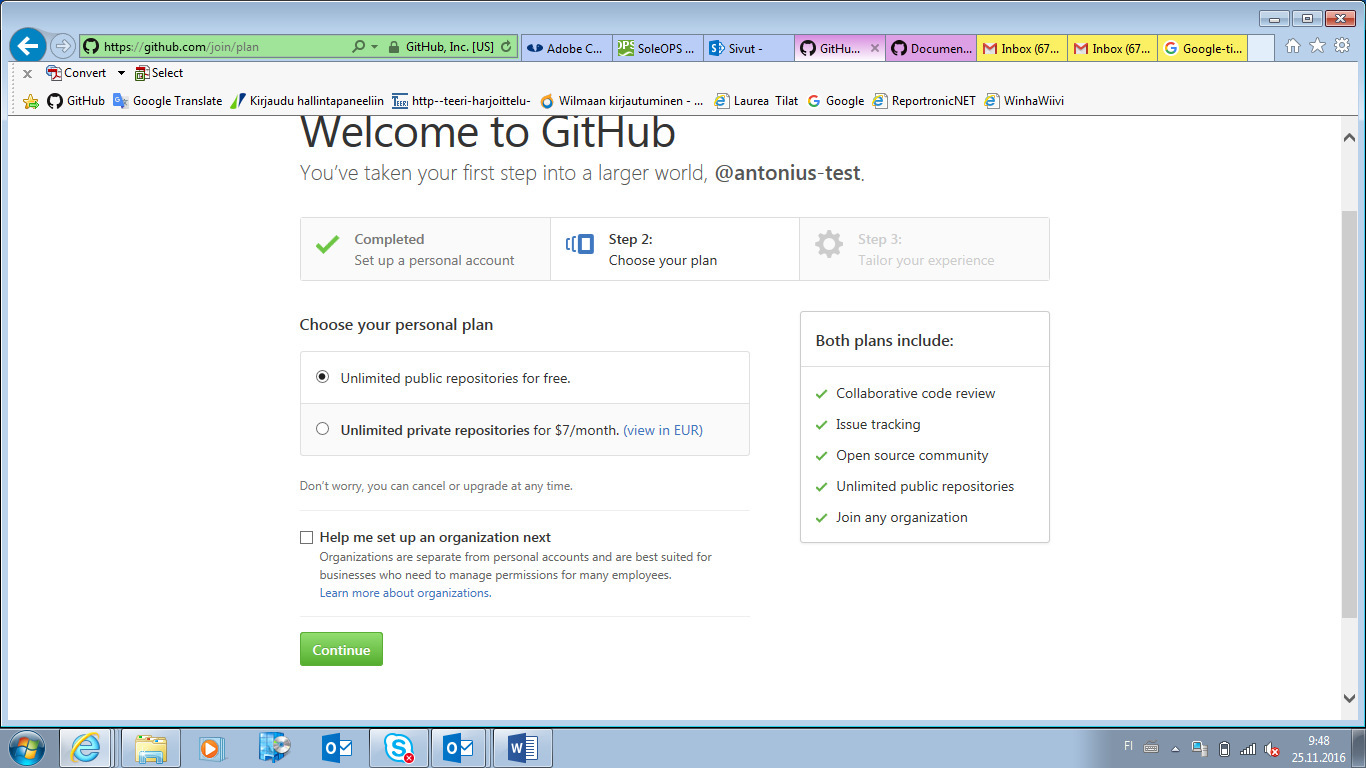 https://github.com/join/plan
GitHub, Inc. [US]
Adobe C...
SoleOPS ...
Sivut -
GitHu...
Documen...
Inbox (67...
Inbox (67...
Google-ti...
x Convert Select
GitHub
Google Translate
Kirjaudu hallintapaneeliin
http--teeri-harjoittelu-
Wilmaan kirjautuminen - ...
Laurea Tilat
Google
ReportronicNET
WinhaWiivi
Welcome to GitHub
You've taken your first step into a larger world, @antonius-test.
Completed
Set up a personal account
Step 2:
Choose your plan
Step 3:
Tailor your experience
Choose your personal plan
Unlimited public repositories for free.
Unlimited private repositories for $7/month. (view in EUR)
Don't worry, you can cancel or upgrade at any time.
Help me set up an organization next
Organizations are separate from personal accounts and are best suited for
businesses who need to manage permissions for many employees.
Learn more about organizations.
Continue
Both plans include:
Collaborative code review
Issue tracking
Open source community
Unlimited public repositories
Join any organization
FI
9:48
25.11.2016